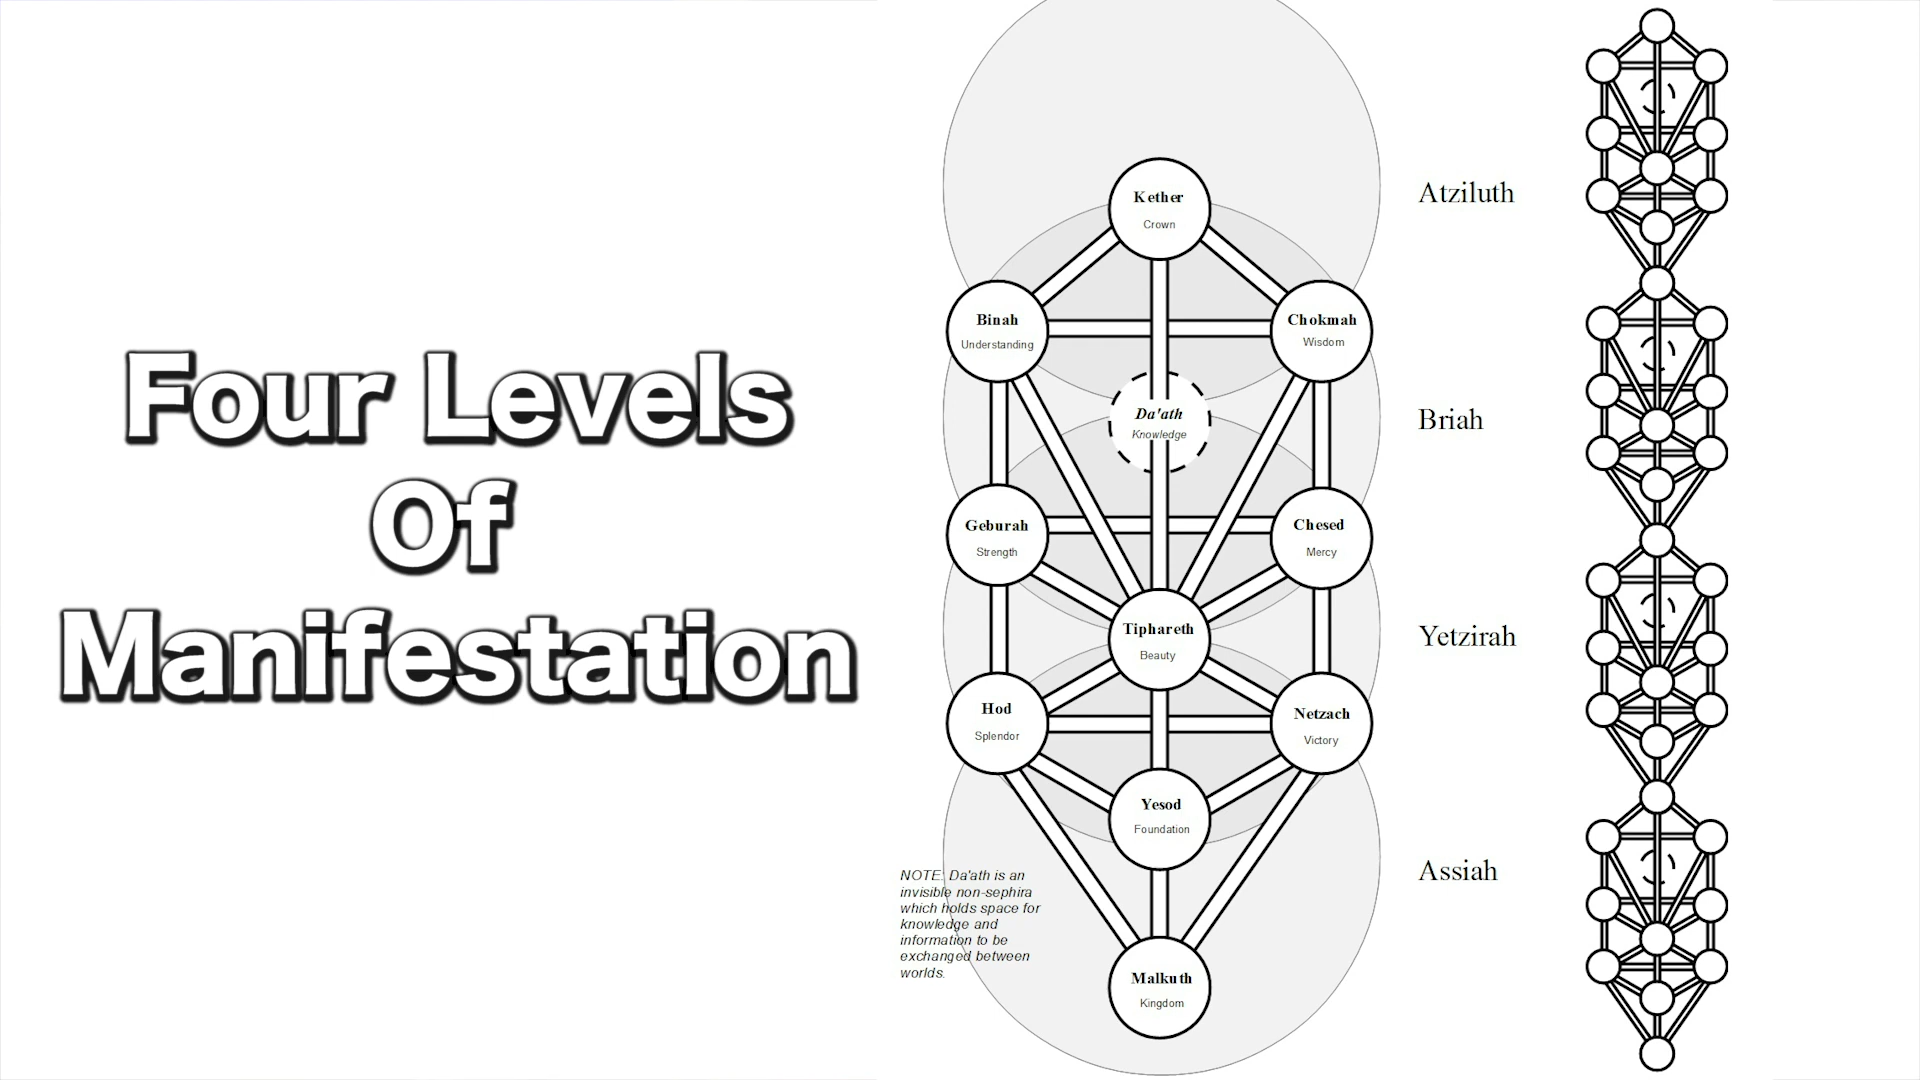 Four Levels
Of
Manifestation
Kether
Crown
Binah
Understanding
Chokmah
Wisdom
Da'ath
Knowledge
Geburah
Strength
Chesed
Mercy
Tiphareth
Beauty
Hod
Splendor
Netzach
Victory
Yesod
Foundation
Malkuth
Kingdom
NOTE: Da'ath is an
invisible non-sephira
which holds space for
knowledge and
information to be
exchanged between
worlds.
Atziluth
Briah
Yetzirah
Assiah